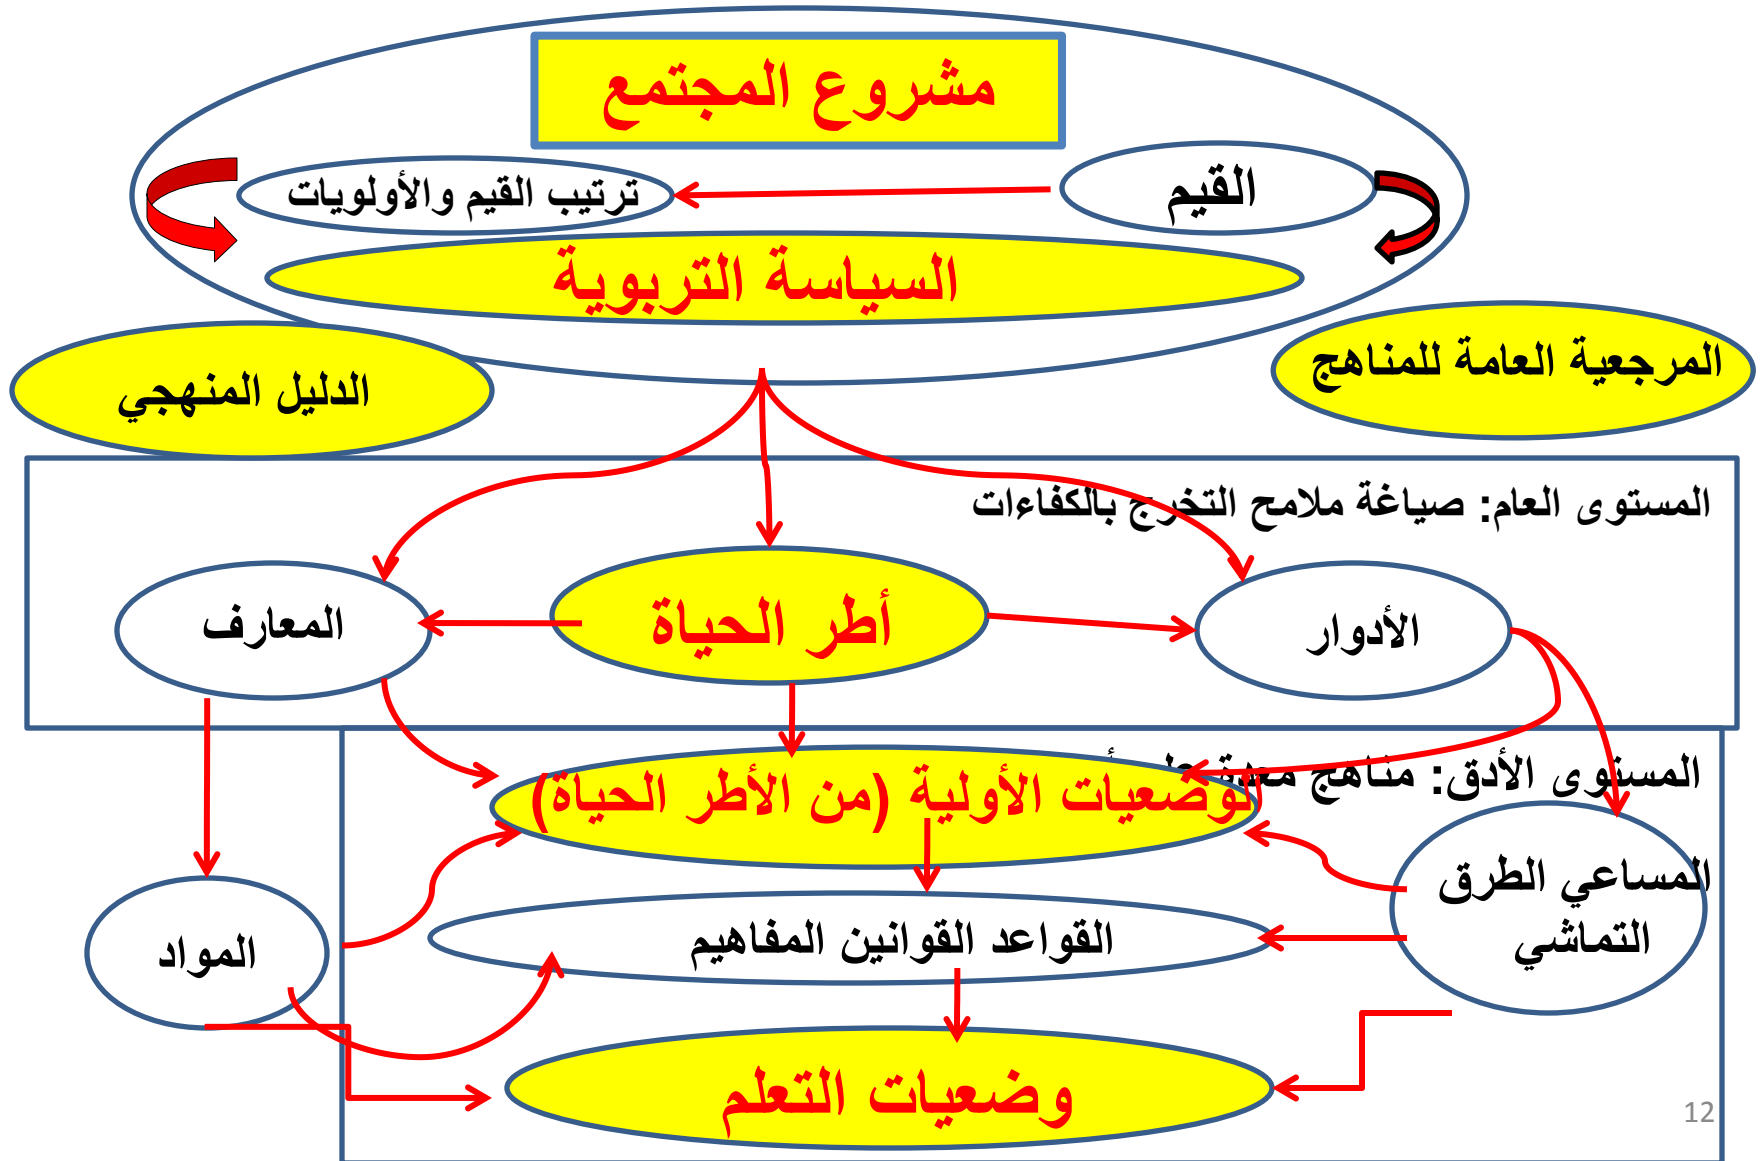 مشروع المجتمع
القيم
ترتيب القيم والأولويات
السياسة التربوية
المرجعية العامة للمناهج
الدليل المنهجي
المستوى العام: صياغة ملامح التخرج بالكفاءات
الأدوار
أطر الحياة
المعارف
المستوى الأدق: مناهج
لوضعيات الأولية (من الأطر الحياة)
المساعي الطرق
التماشي
القواعد القوانين المفاهيم
المواد
وضعيات التعلم
12